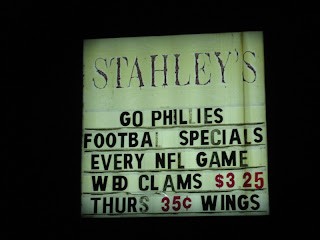 STAHLEY'S
GO PHILLIES
FOOTBAL SPECIALS
EVERY NFL GAME
WED CLAMS $3 25
THURS 35¢ WINGS